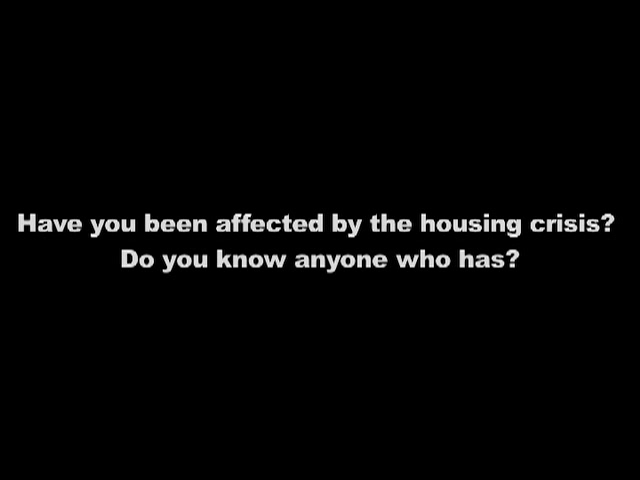 Have you been affected by the housing crisis?
Do you know anyone who has?